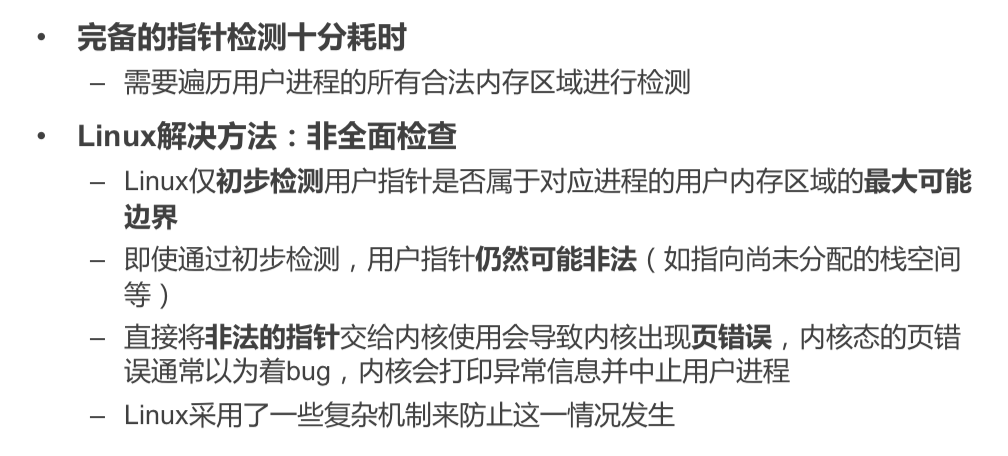 • 完备的指针检测十分耗时
– 需要遍历用户进程的所有合法内存区域进行检测
• Linux解决方法：非全面检查
– Linux仅初步检测用户指针是否属于对应进程的用户内存区域的最大可能
边界
– 即使通过初步检测，用户指针仍然可能非法（如指向尚未分配的栈空间
等）
– 直接将非法的指针交给内核使用会导致内核出现页错误，内核态的页错
误通常以为着bug，内核会打印异常信息并中止用户进程
– Linux采用了一些复杂机制来防止这一情况发生